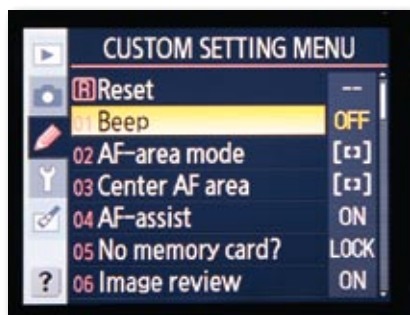 CUSTOM SETTING MENU
R Reset --
01 Beep OFF
02 AF-area mode [ ]
03 Center AF area [ ]
04 AF-assist ON
05 No memory card? LOCK
06 Image review ON
?